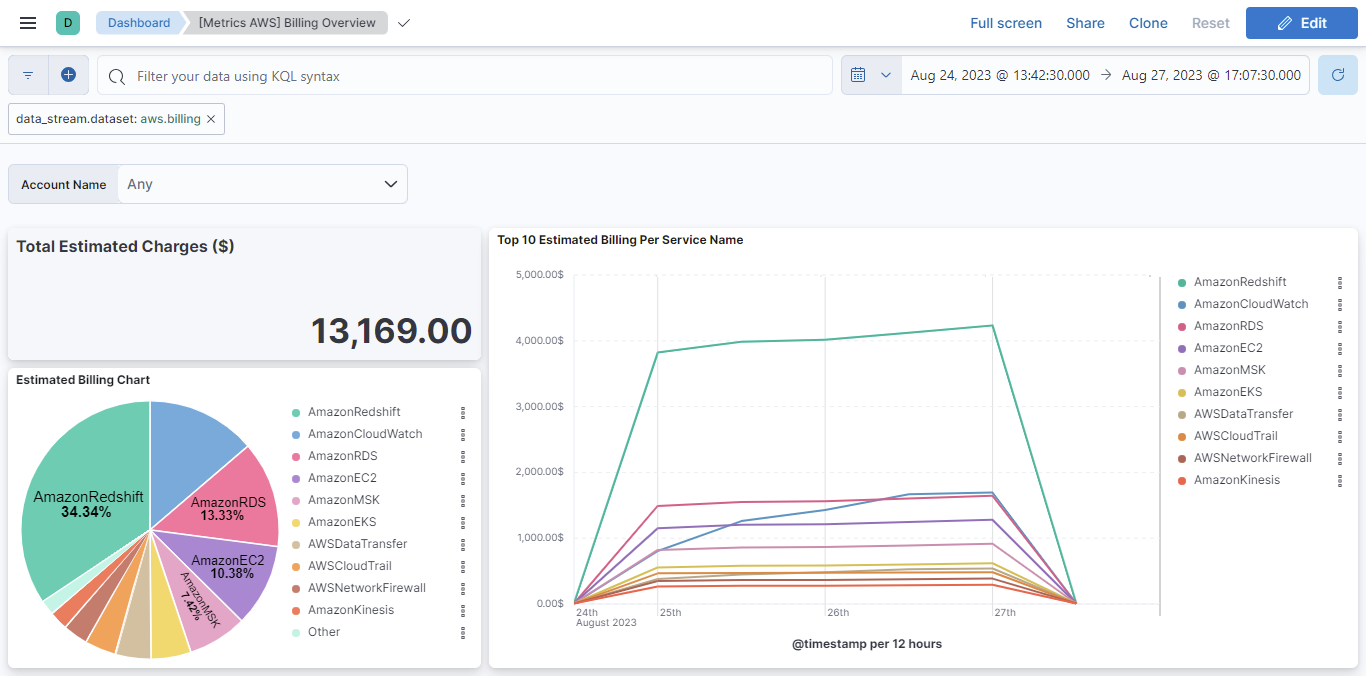 D Dashboard [Metrics AWS] Billing Overview Full screen Share Clone Reset Edit
Filter your data using KQL syntax Aug 24, 2023 @ 13:42:30.000 → Aug 27, 2023 @ 17:07:30.000
data_stream.dataset: aws.billing ×
Account Name Any
Total Estimated Charges ($)
13,169.00
Estimated Billing Chart
AmazonRedshift
34.34%
AmazonRDS
13.33%
AmazonEC2
10.38%
AmazonMSK
7.42%
AmazonRedshift
AmazonCloudWatch
AmazonRDS
AmazonEC2
AmazonMSK
AmazonEKS
AWSDataTransfer
AWSCloudTrail
AWSNetworkFirewall
AmazonKinesis
Other
Top 10 Estimated Billing Per Service Name
5,000.00$
4,000.00$
3,000.00$
2,000.00$
1,000.00$
0.00$
24th 25th 26th 27th
August 2023
@timestamp per 12 hours
AmazonRedshift
AmazonCloudWatch
AmazonRDS
AmazonEC2
AmazonMSK
AmazonEKS
AWSDataTransfer
AWSCloudTrail
AWSNetworkFirewall
AmazonKinesis